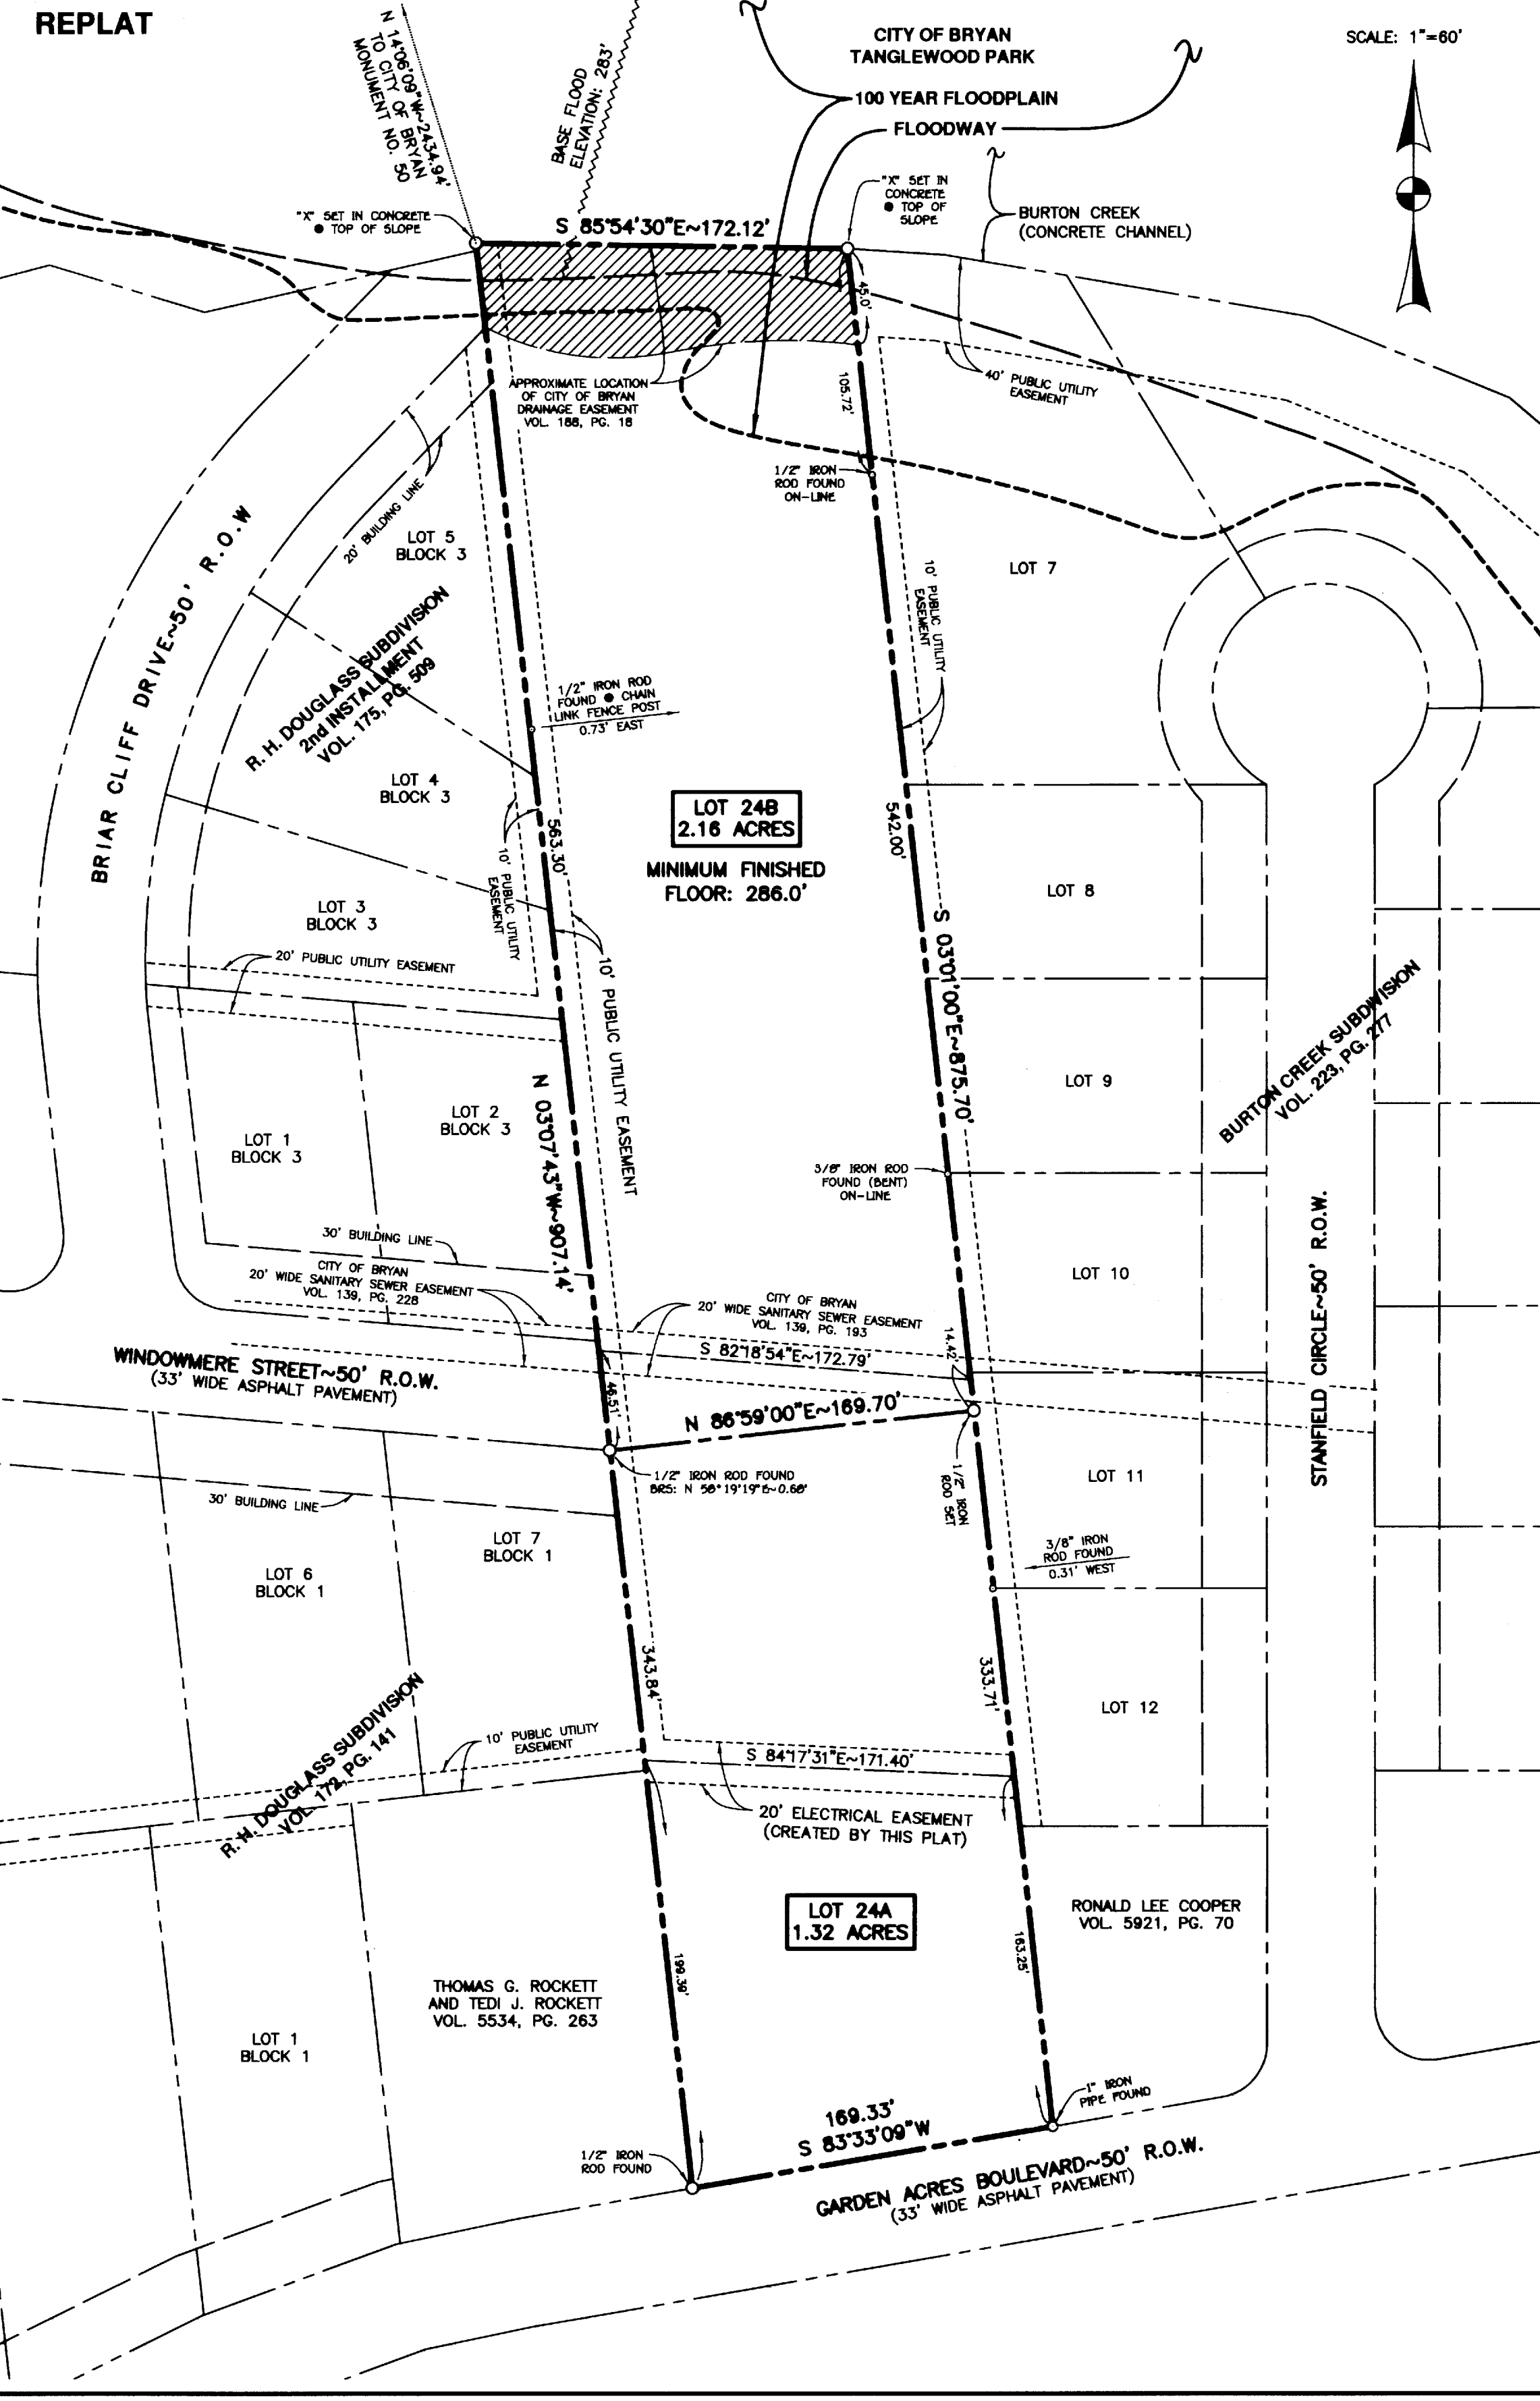 REPLAT
SCALE: 1"=60'
CITY OF BRYAN
TANGLEWOOD PARK
100 YEAR FLOODPLAIN
FLOODWAY
N 14°06'09"W~2434.94'
TO CITY OF BRYAN
MONUMENT NO. 50
BASE FLOOD
ELEVATION: 283'
"X" SET IN CONCRETE
● TOP OF SLOPE
S 85°54'30"E~172.12'
"X" SET IN
CONCRETE
● TOP OF
SLOPE
BURTON CREEK
(CONCRETE CHANNEL)
45.0'
105.72'
APPROXIMATE LOCATION
OF CITY OF BRYAN
DRAINAGE EASEMENT
VOL. 188, PG. 18
40' PUBLIC UTILITY
EASEMENT
1/2" IRON
ROD FOUND
ON-LINE
20' BUILDING LINE
LOT 5
BLOCK 3
LOT 7
BRIAR CLIFF DRIVE~50' R.O.W
R. H. DOUGLASS SUBDIVISION
2nd INSTALLMENT
VOL. 175, PG. 509
10' PUBLIC UTILITY
EASEMENT
1/2" IRON ROD
FOUND ● CHAIN
LINK FENCE POST
0.73' EAST
LOT 4
BLOCK 3
LOT 24B
2.16 ACRES
MINIMUM FINISHED
FLOOR: 286.0'
563.30'
542.00'
10' PUBLIC UTILITY
EASEMENT
LOT 3
BLOCK 3
LOT 8
20' PUBLIC UTILITY EASEMENT
10' PUBLIC UTILITY EASEMENT
S 03°01'00"E~875.70'
BURTON CREEK SUBDIVISION
VOL. 223, PG. 277
LOT 9
LOT 2
BLOCK 3
LOT 1
BLOCK 3
N 03°07'43"W~907.14'
3/8" IRON ROD
FOUND (BENT)
ON-LINE
30' BUILDING LINE
CITY OF BRYAN
20' WIDE SANITARY SEWER EASEMENT
VOL. 139, PG. 228
CITY OF BRYAN
20' WIDE SANITARY SEWER EASEMENT
VOL. 139, PG. 193
LOT 10
STANFIELD CIRCLE~50' R.O.W.
S 82°18'54"E~172.79'
14.42'
WINDOWMERE STREET~50' R.O.W.
(33' WIDE ASPHALT PAVEMENT)
46.51'
N 86°59'00"E~169.70'
1/2" IRON ROD FOUND
BRS: N 56°19'19"E~0.68'
1/2" IRON
ROD SET
LOT 11
30' BUILDING LINE
LOT 7
BLOCK 1
LOT 6
BLOCK 1
3/8" IRON
ROD FOUND
0.31' WEST
343.84'
333.71'
LOT 12
R. H. DOUGLASS SUBDIVISION
VOL. 172, PG. 141
10' PUBLIC UTILITY
EASEMENT
S 84°17'31"E~171.40'
20' ELECTRICAL EASEMENT
(CREATED BY THIS PLAT)
LOT 24A
1.32 ACRES
RONALD LEE COOPER
VOL. 5921, PG. 70
199.39'
163.25'
THOMAS G. ROCKETT
AND TEDI J. ROCKETT
VOL. 5534, PG. 263
LOT 1
BLOCK 1
1" IRON
PIPE FOUND
169.33'
S 83°33'09"W
1/2" IRON
ROD FOUND
GARDEN ACRES BOULEVARD~50' R.O.W.
(33' WIDE ASPHALT PAVEMENT)